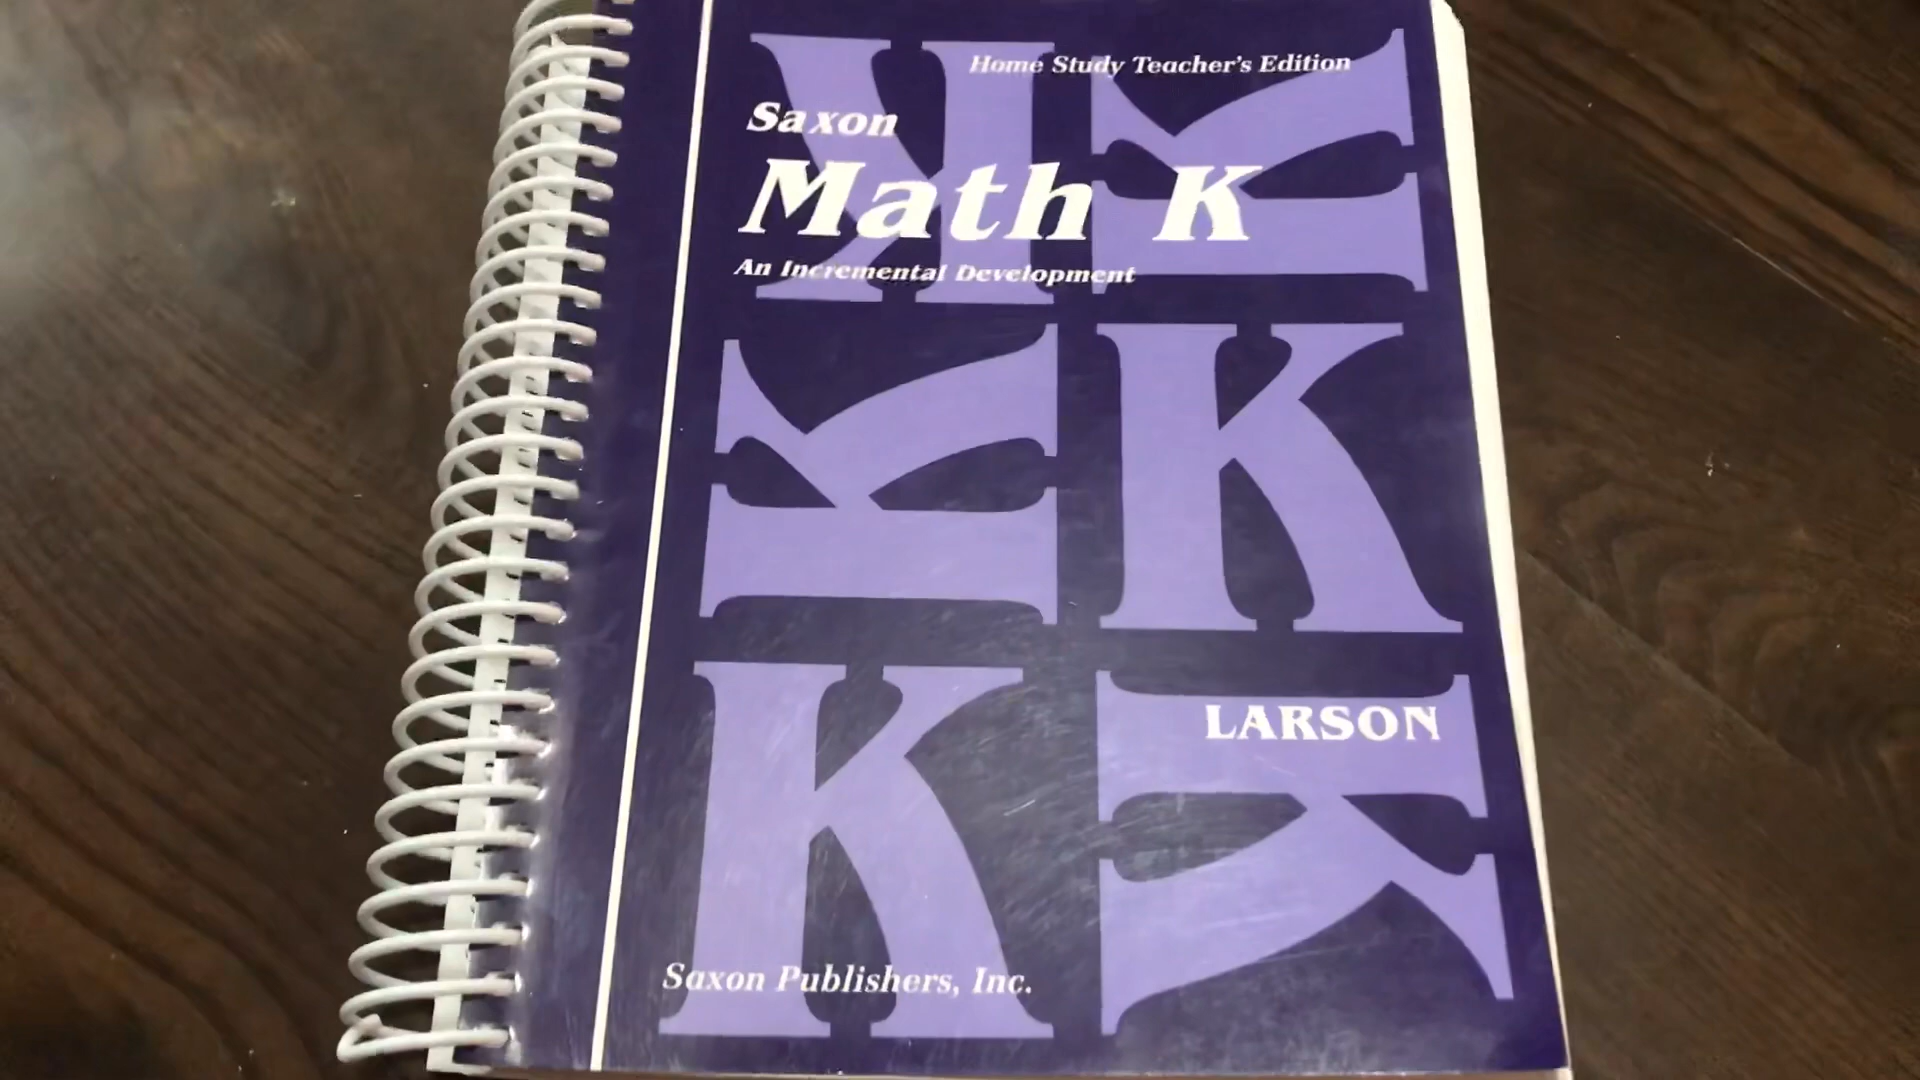 Home Study Teacher's Edition
Saxon
Math K
An Incremental Development
K K
K K
K K
LARSON
Saxon Publishers, Inc.